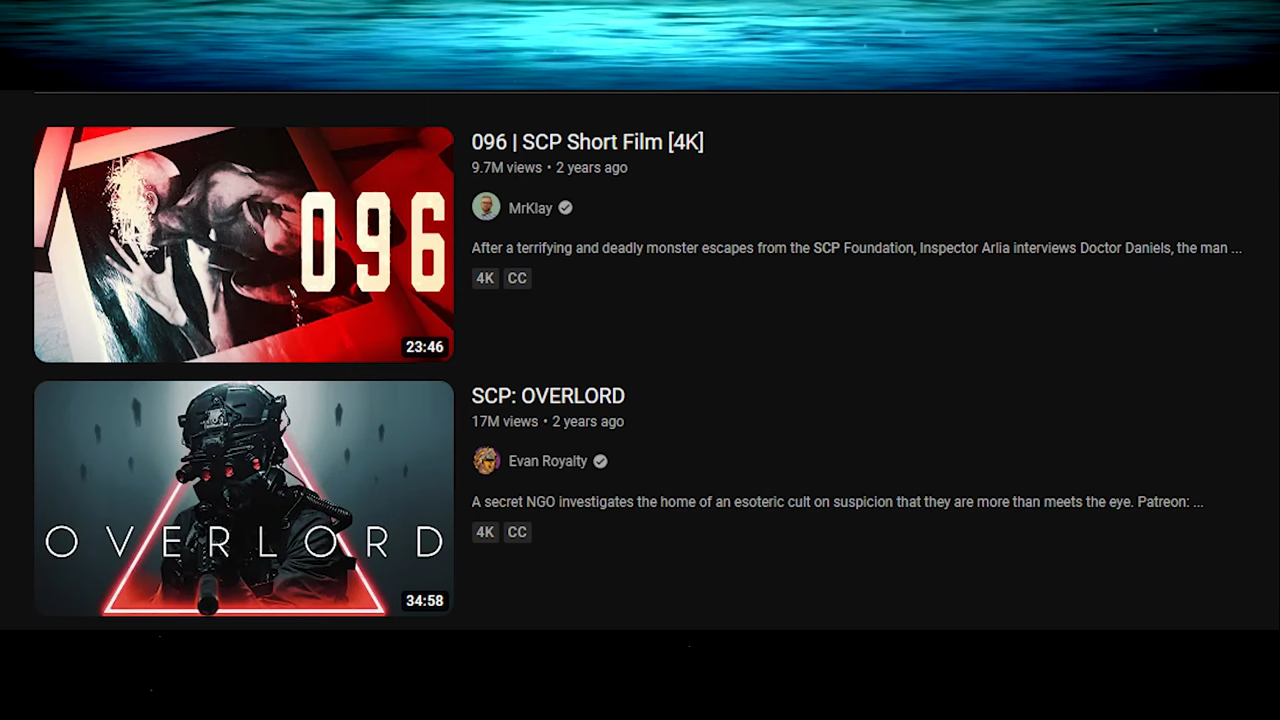 096
23:46
096 | SCP Short Film [4K]
9.7M views • 2 years ago
MrKlay
After a terrifying and deadly monster escapes from the SCP Foundation, Inspector Arlia interviews Doctor Daniels, the man ...
4K CC
OVERLORD
34:58
SCP: OVERLORD
17M views • 2 years ago
Evan Royalty
A secret NGO investigates the home of an esoteric cult on suspicion that they are more than meets the eye. Patreon: ...
4K CC